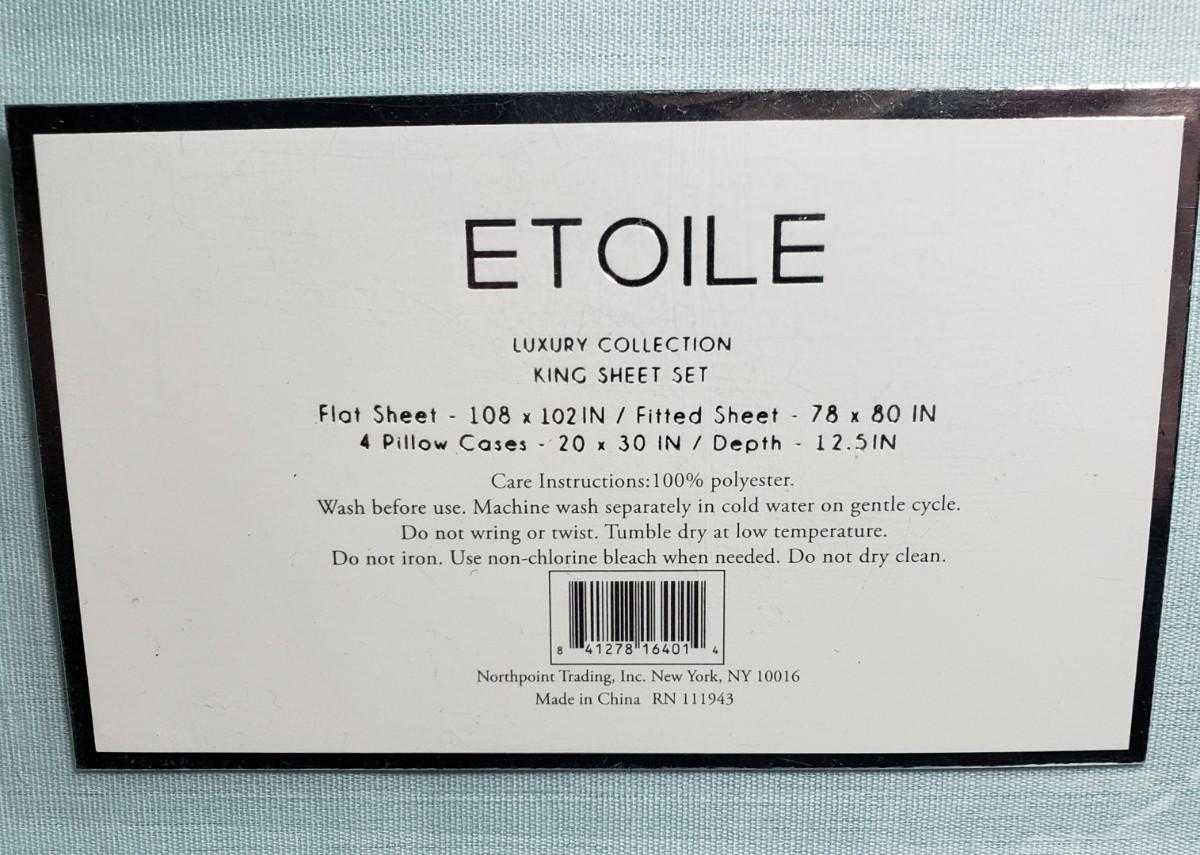 ETOILE
LUXURY COLLECTION
KING SHEET SET
Flat Sheet - 108 x 102IN / Fitted Sheet - 78 x 80 IN
4 Pillow Cases - 20 x 30 IN / Depth - 12.5IN
Care Instructions:100% polyester.
Wash before use. Machine wash separately in cold water on gentle cycle.
Do not wring or twist. Tumble dry at low temperature.
Do not iron. Use non-chlorine bleach when needed. Do not dry clean.
8 41278 16401 4
Northpoint Trading, Inc. New York, NY 10016
Made in China RN 111943